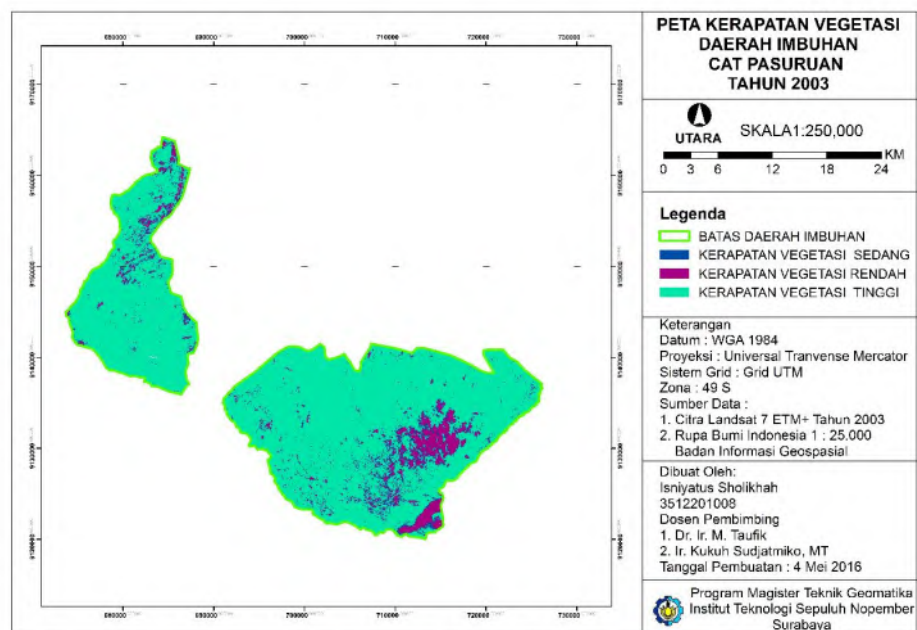 PETA KERAPATAN VEGETASI
DAERAH IMBUHAN
CAT PASURUAN
TAHUN 2003
UTARA
SKALA1:250,000
KM
0 3 6 12 18 24
Legenda
BATAS DAERAH IMBUHAN
KERAPATAN VEGETASI SEDANG
KERAPATAN VEGETASI RENDAH
KERAPATAN VEGETASI TINGGI
Keterangan
Datum : WGA 1984
Proyeksi : Universal Tranvense Mercator
Sistem Grid : Grid UTM
Zona : 49 S
Sumber Data :
1. Citra Landsat 7 ETM+ Tahun 2003
2. Rupa Bumi Indonesia 1 : 25.000
Badan Informasi Geospasial
Dibuat Oleh:
Isniyatus Sholikhah
3512201008
Dosen Pembimbing
1. Dr. Ir. M. Taufik
2. Ir. Kukuh Sudjatmiko, MT
Tanggal Pembuatan : 4 Mei 2016
Program Magister Teknik Geomatika
Institut Teknologi Sepuluh Nopember
Surabaya